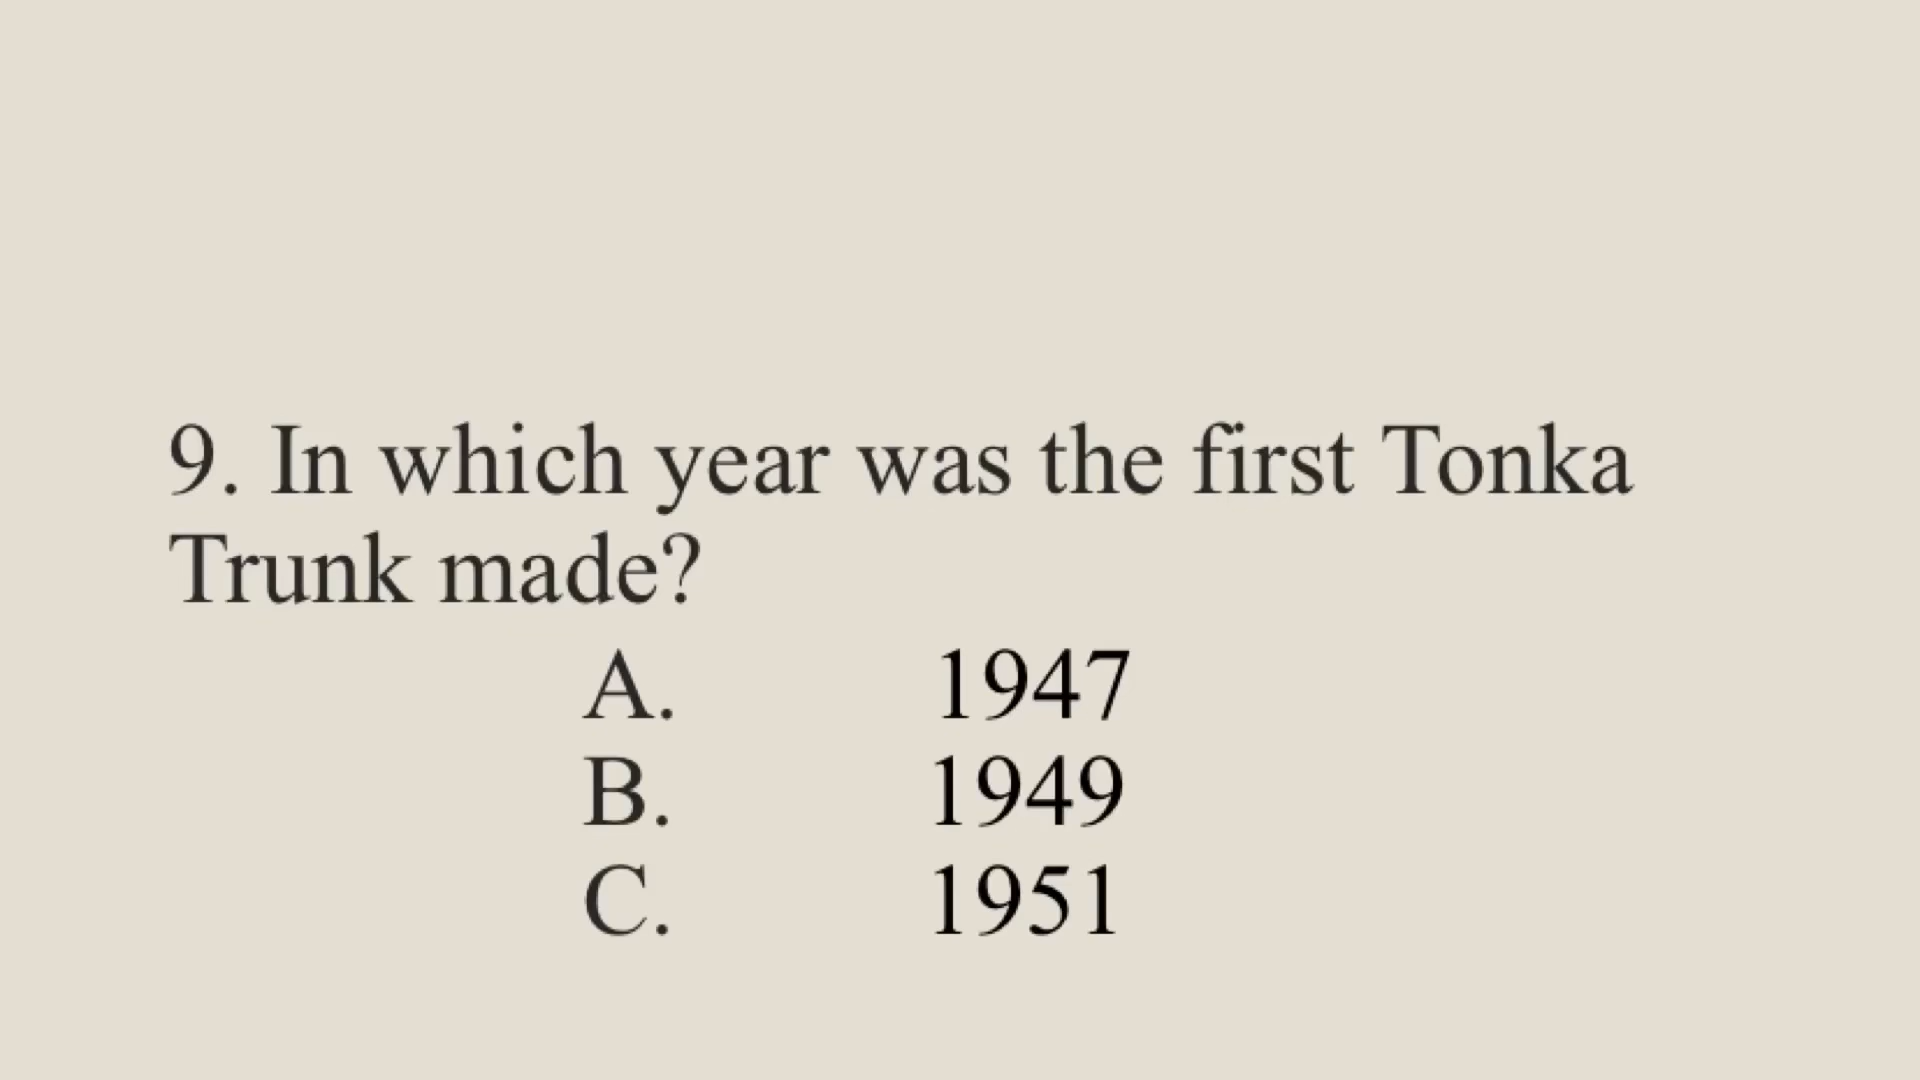 9. In which year was the first Tonka
Trunk made?
A. 1947
B. 1949
C. 1951